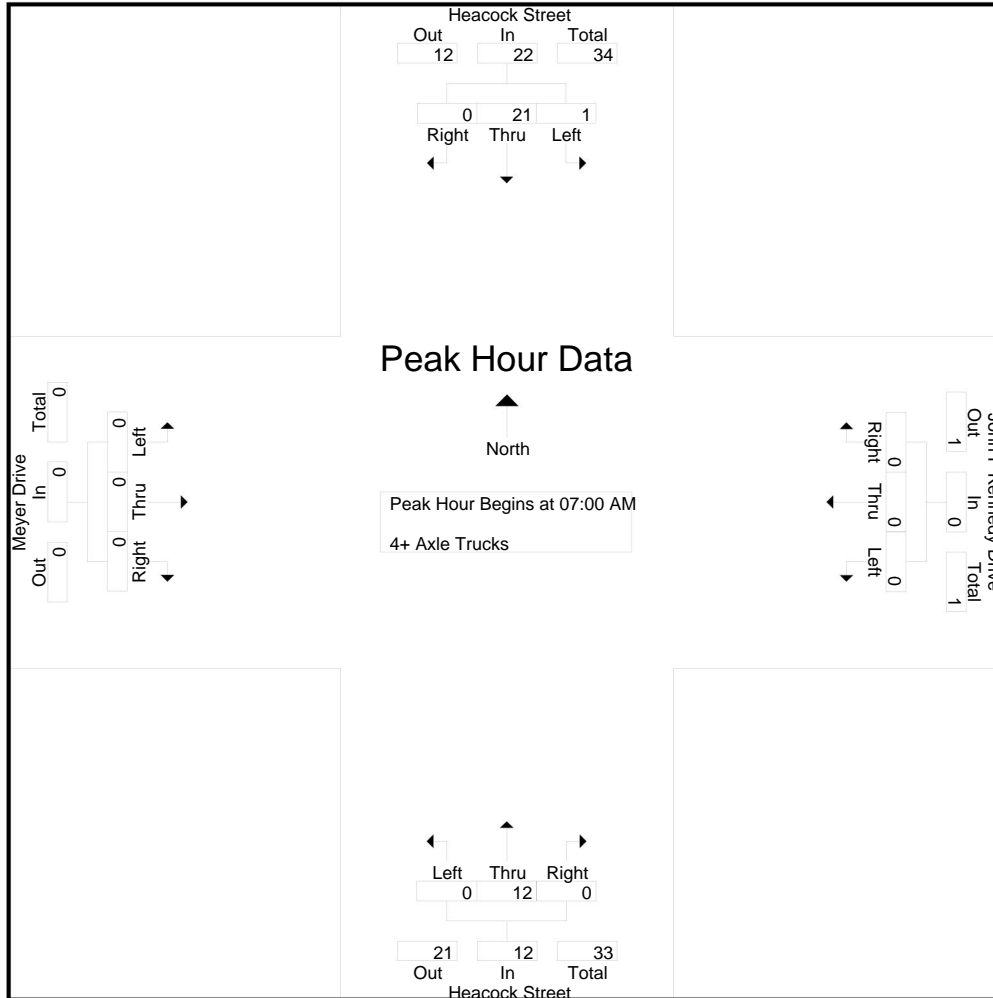 Heacock Street
Out In Total
12 22 34
0 21 1
Right Thru Left
Peak Hour Data
North
Peak Hour Begins at 07:00 AM
4+ Axle Trucks
Meyer Drive
Out In Total
0 0 0
0 0 0
Right Thru Left
Out In Total
1 0 1
0 0 0
Right Thru Left
Left Thru Right
0 12 0
21 12 33
Out In Total
Heacock Street